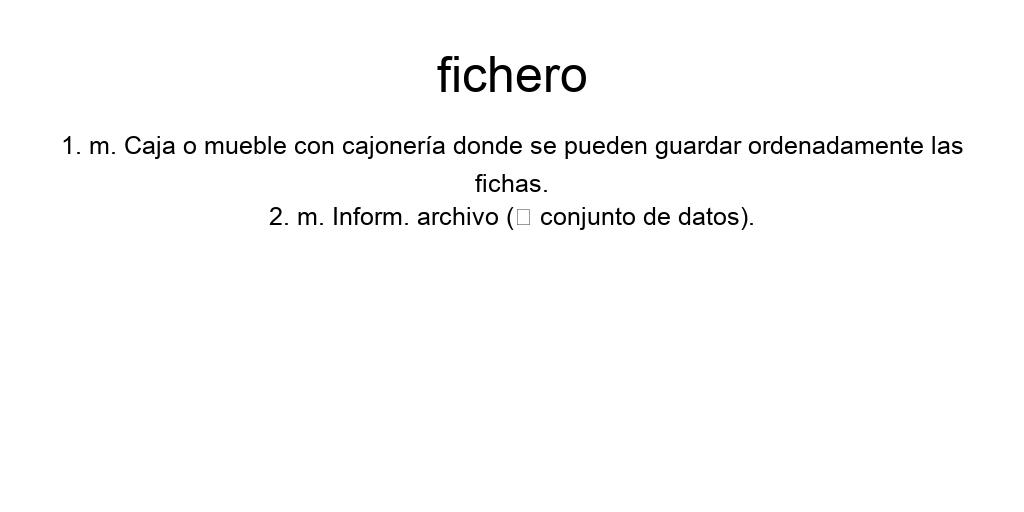 fichero
1. m. Caja o mueble con cajonería donde se pueden guardar ordenadamente las
fichas.
2. m. Inform. archivo (□ conjunto de datos).